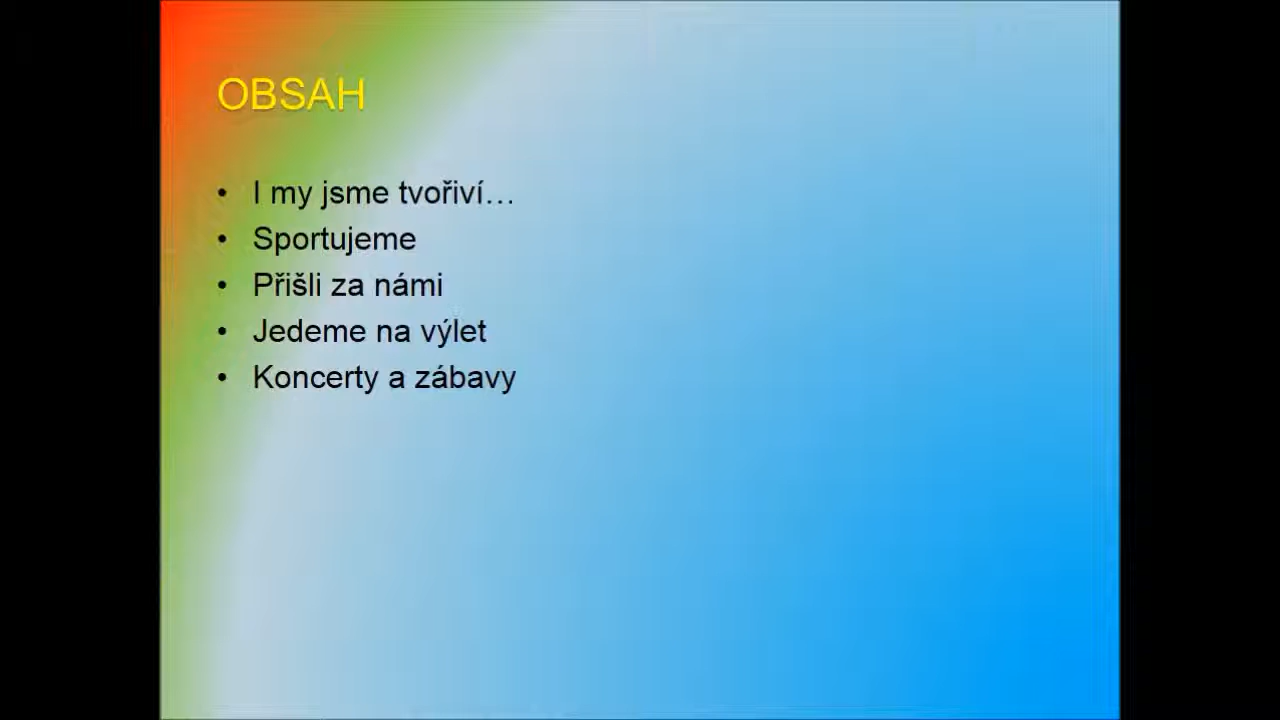 OBSAH
• I my jsme tvořiví…
• Sportujeme
• Přišli za námi
• Jedeme na výlet
• Koncerty a zábavy